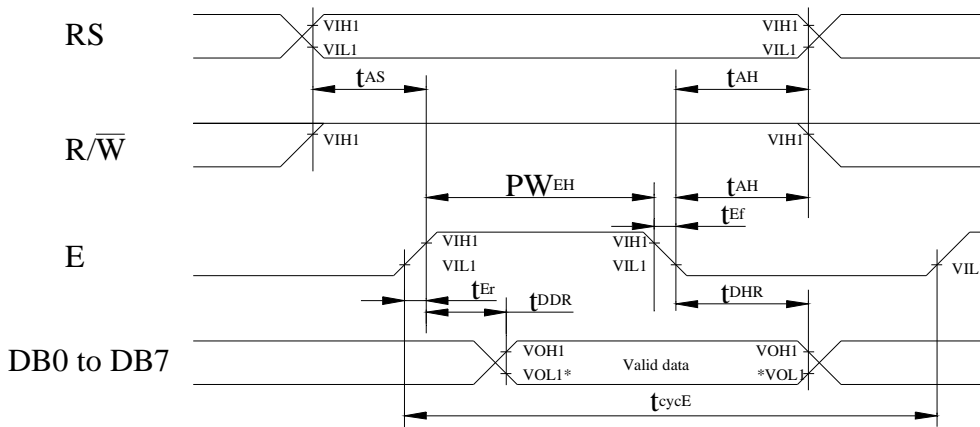 RS
VIH1
VIL1
VIH1
VIL1
tAS
tAH
R/W̅
VIH1
VIH1
PWEH
tAH
tEf
E
VIH1
VIL1
VIH1
VIL1
VIL
tEr
tDDR
tDHR
DB0 to DB7
VOH1
VOL1*
Valid data
VOH1
*VOL1
tcycE